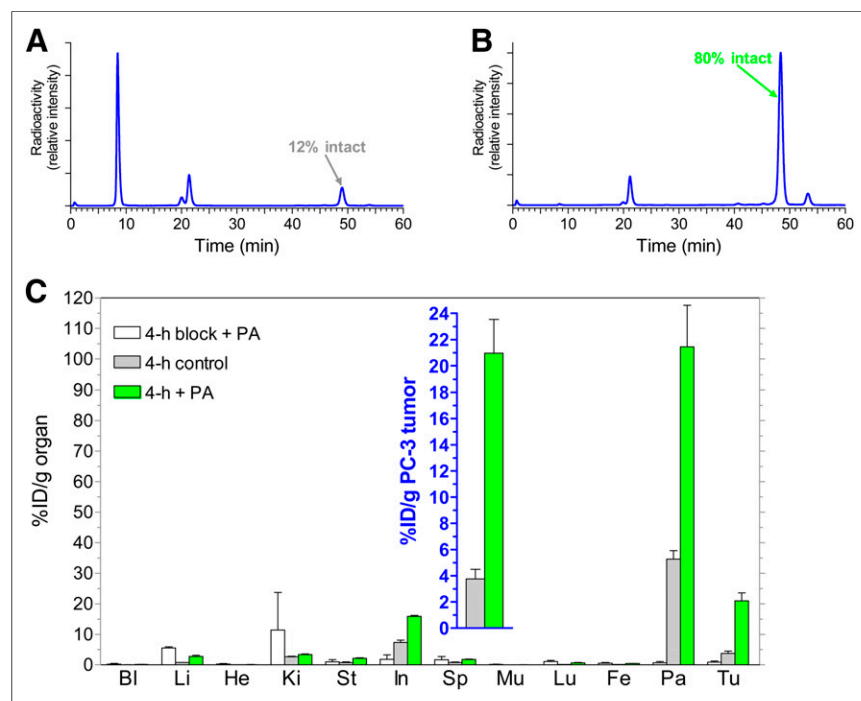 A
Radioactivity
(relative intensity)
12% intact
0 10 20 30 40 50 60
Time (min)
B
Radioactivity
(relative intensity)
80% intact
0 20 40 60
Time (min)
C
%ID/g organ
120
110
100
90
80
70
60
50
40
30
20
10
0
4-h block + PA
4-h control
4-h + PA
%ID/g PC-3 tumor
24
22
20
18
16
14
12
10
8
6
4
2
0
Bl Li He Ki St In Sp Mu Lu Fe Pa Tu